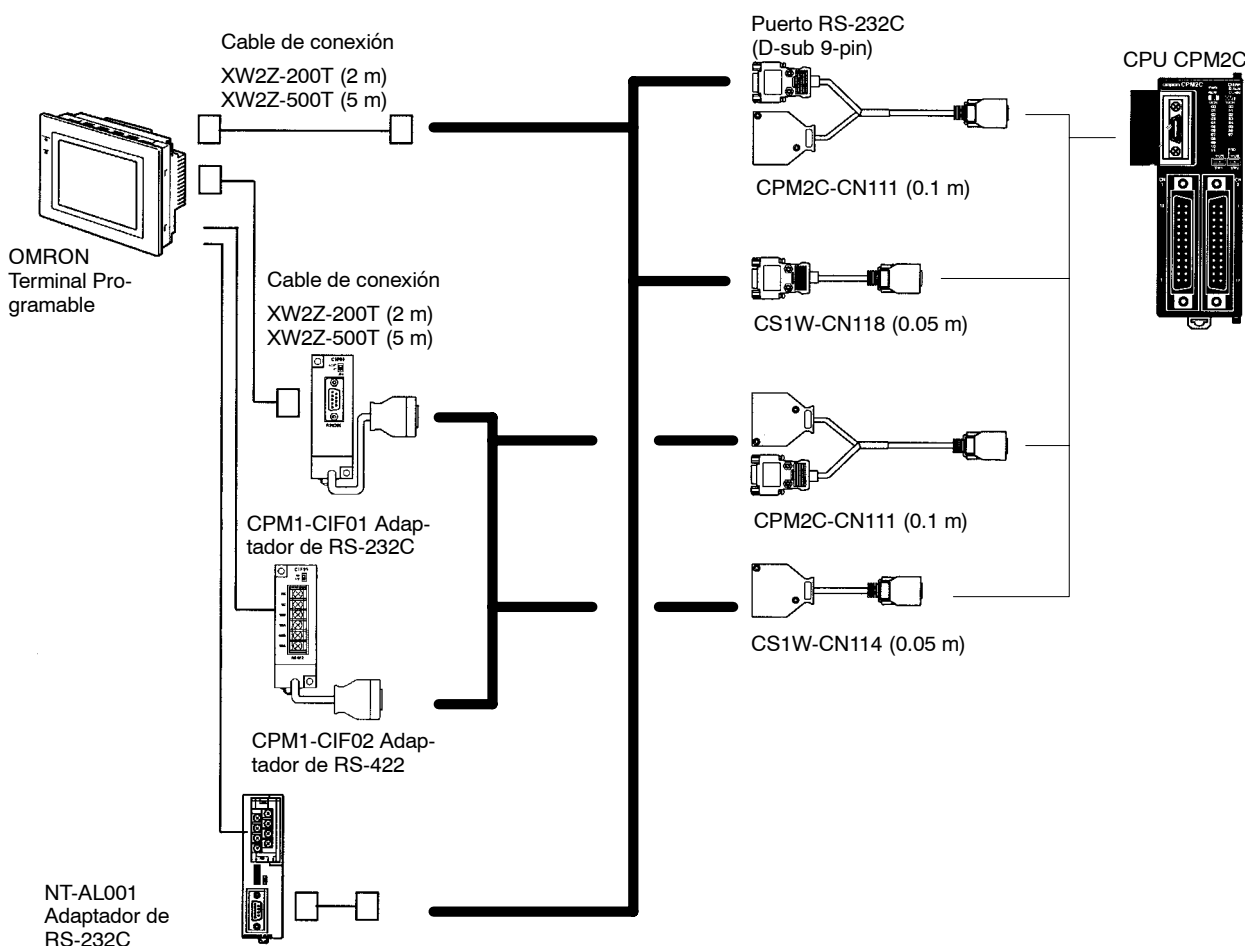 Cable de conexión
XW2Z-200T (2 m)
XW2Z-500T (5 m)
Puerto RS-232C
(D-sub 9-pin)
CPU CPM2C
CPM2C-CN111 (0.1 m)
OMRON
Terminal Pro-
gramable
Cable de conexión
XW2Z-200T (2 m)
XW2Z-500T (5 m)
CS1W-CN118 (0.05 m)
CPM1-CIF01 Adap-
tador de RS-232C
CPM2C-CN111 (0.1 m)
CS1W-CN114 (0.05 m)
CPM1-CIF02 Adap-
tador de RS-422
NT-AL001
Adaptador de
RS-232C